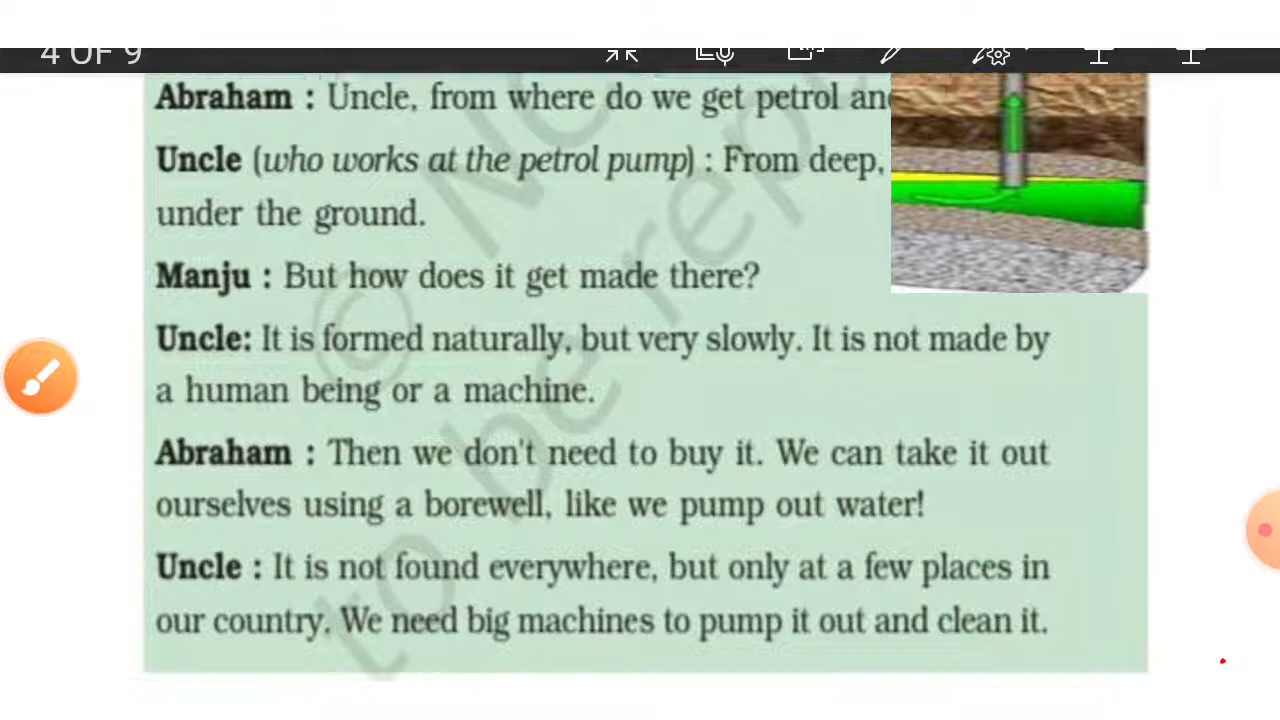 4 OF 9
Abraham : Uncle, from where do we get petrol and
Uncle (who works at the petrol pump) : From deep,
under the ground.
Manju : But how does it get made there?
Uncle: It is formed naturally, but very slowly. It is not made by
a human being or a machine.
Abraham : Then we don't need to buy it. We can take it out
ourselves using a borewell, like we pump out water!
Uncle : It is not found everywhere, but only at a few places in
our country. We need big machines to pump it out and clean it.
to be rep